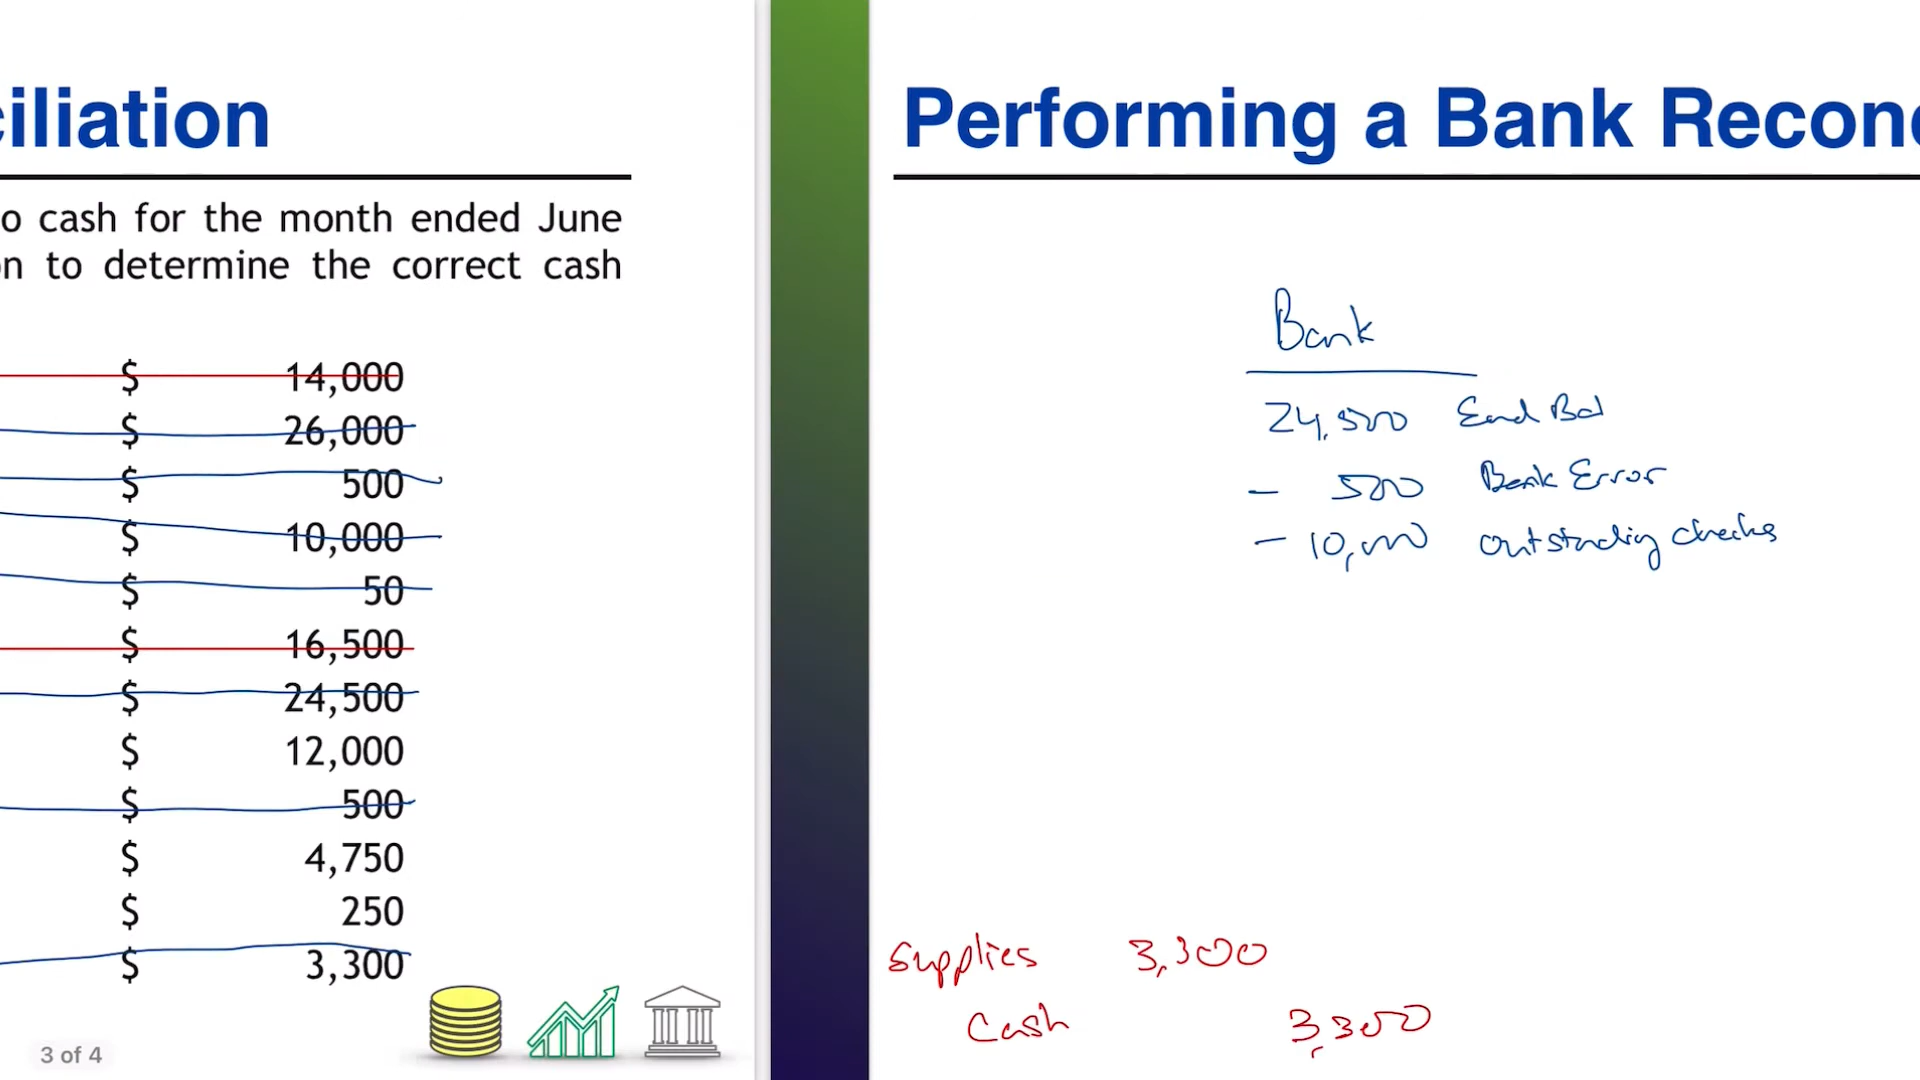 ciliation
o cash for the month ended June
n to determine the correct cash
$ 14,000
$ 26,000
$ 500
$ 10,000
$ 50
$ 16,500
$ 24,500
$ 12,000
$ 500
$ 4,750
$ 250
$ 3,300
3 of 4
Performing a Bank Recon
Bank
24,500 End Bal
- 500 Bank Error
- 10,000 outstanding checks
Supplies 3,300
Cash 3,300